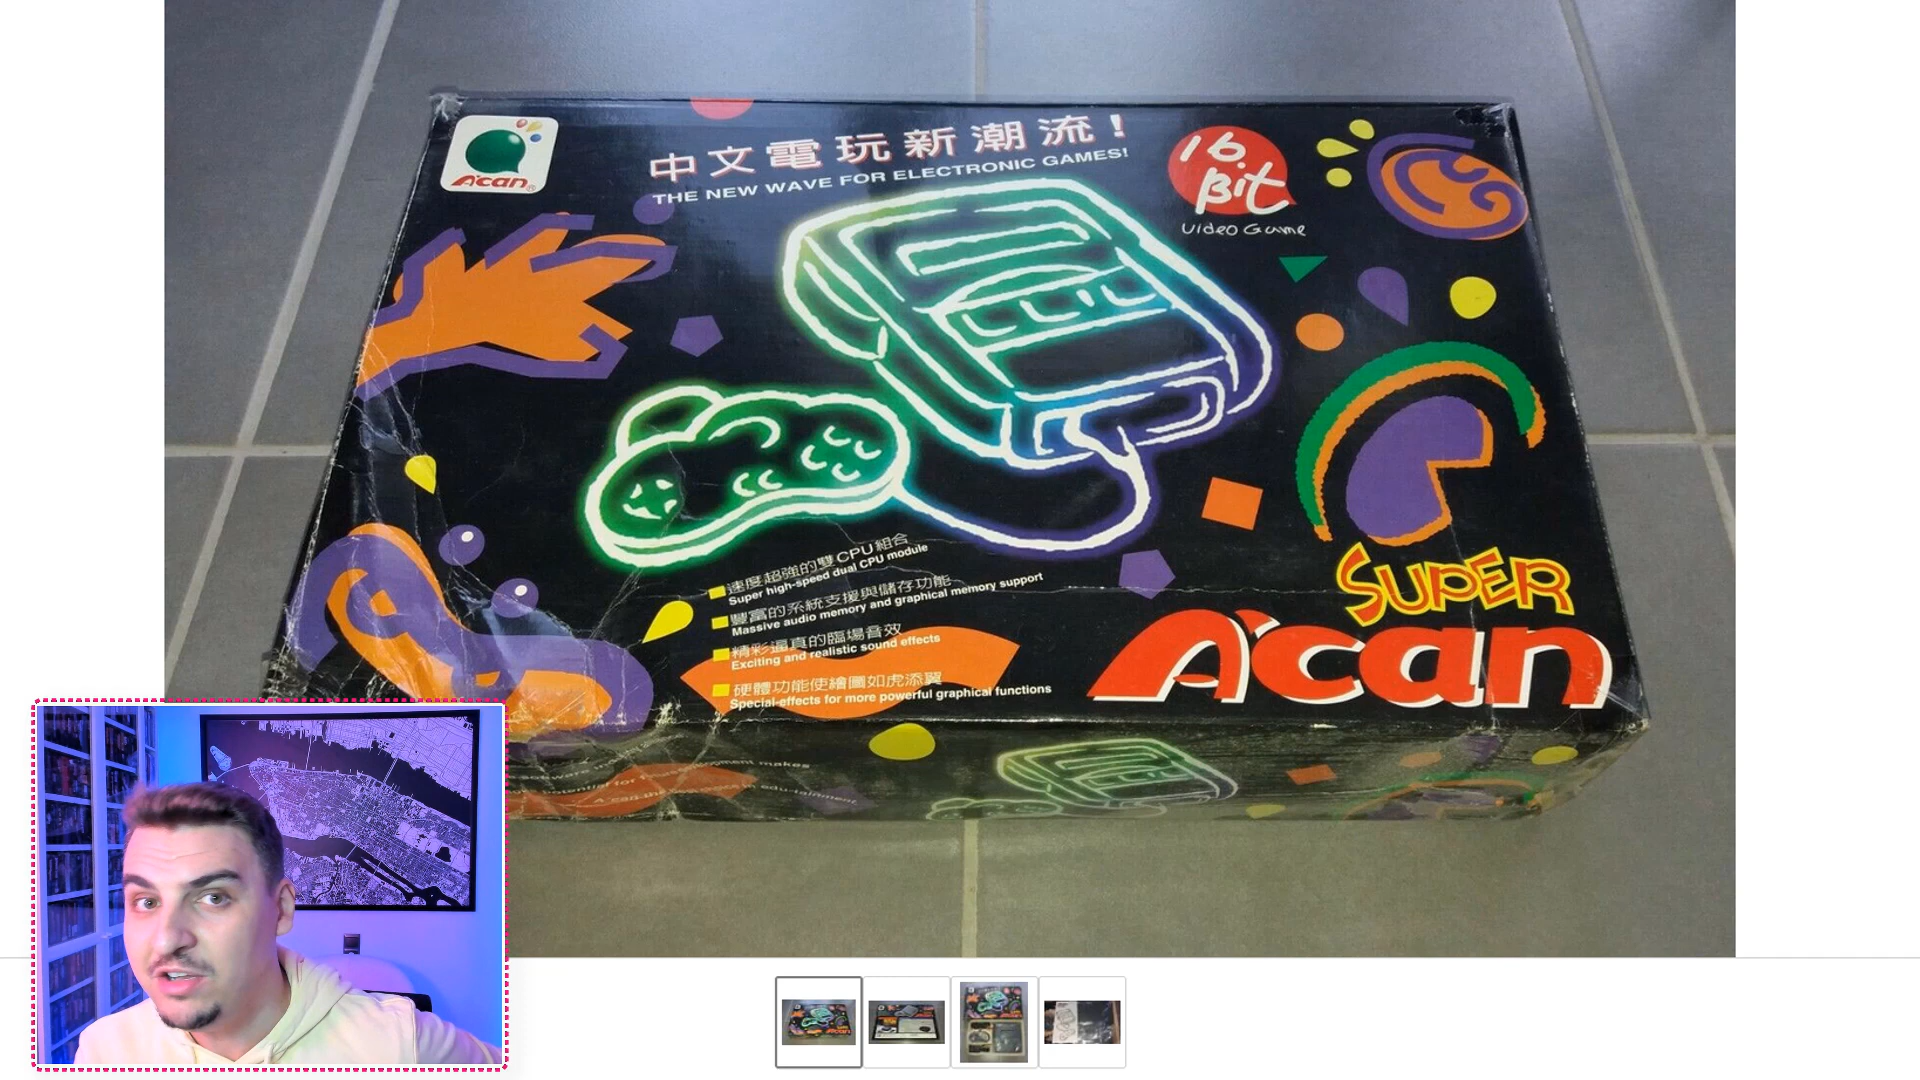 A'can®
中文電玩新潮流！
THE NEW WAVE FOR ELECTRONIC GAMES!
16
Bit
Video Game
速度超強的雙CPU組合
Super high-speed dual CPU module
豐富的系統支援與儲存功能
Massive audio memory and graphical memory support
精彩逼真的臨場音效
Exciting and realistic sound effects
硬體功能使繪圖如虎添翼
Special-effects for more powerful graphical functions
SUPER
A'can
makes
edu-tainment